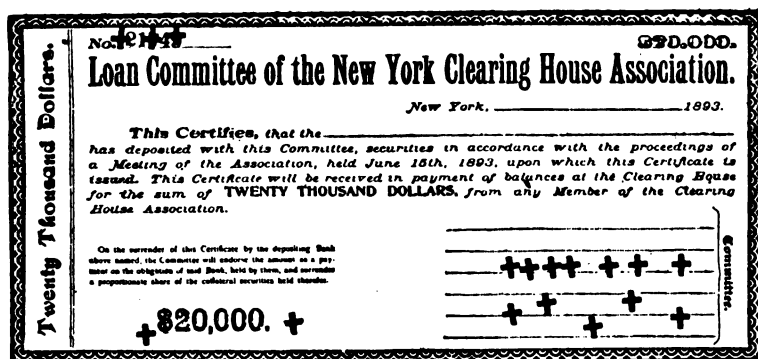 Twenty Thousand Dollars.
No.
$20,000.
Loan Committee of the New York Clearing House Association.
New York, 1893.
This Certifies, that the
has deposited with this Committee, securities in accordance with the proceedings of
a Meeting of the Association, held June 15th, 1893, upon which this Certificate is
issued. This Certificate will be received in payment of balances at the Clearing House
for the sum of TWENTY THOUSAND DOLLARS, from any Member of the Clearing
House Association.
On the surrender of this Certificate by the depositing Bank
above named, the Committee will endorse the amount as a pay-
ment on the obligation of said Bank, held by them, and surrender
a proportionate share of the collateral securities held therefor.
$20,000.
Committee.